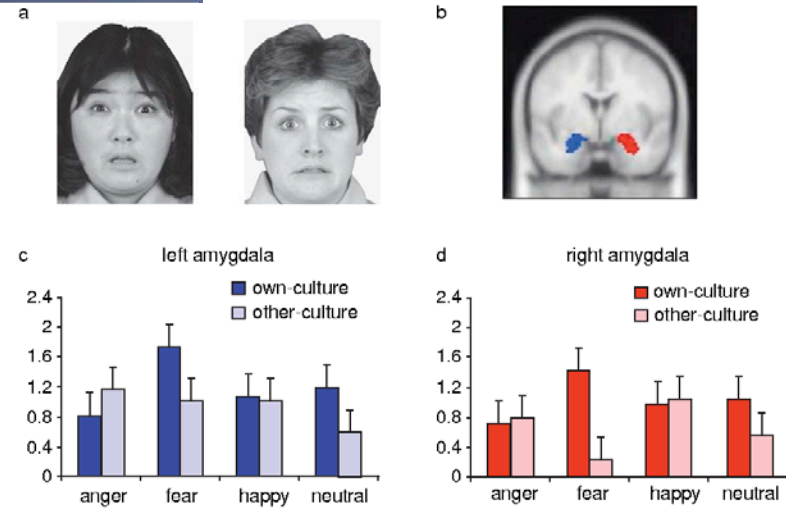 a
b
c
left amygdala
own-culture
other-culture
2.4
2
1.6
1.2
0.8
0.4
0
anger fear happy neutral
d
right amygdala
own-culture
other-culture
2.4
2
1.6
1.2
0.8
0.4
0
anger fear happy neutral